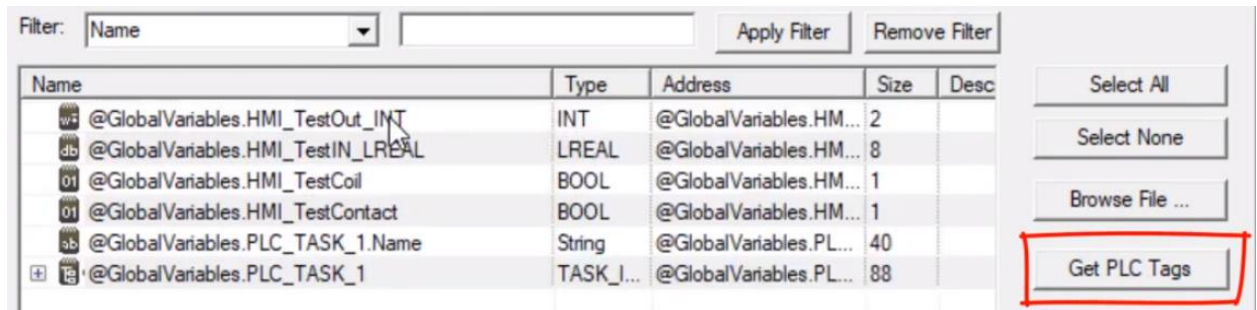 Filter: Name Apply Filter Remove Filter
Name Type Address Size Desc
@GlobalVariables.HMI_TestOut_INT INT @GlobalVariables.HM... 2
@GlobalVariables.HMI_TestIN_LREAL LREAL @GlobalVariables.HM... 8
@GlobalVariables.HMI_TestCoil BOOL @GlobalVariables.HM... 1
@GlobalVariables.HMI_TestContact BOOL @GlobalVariables.HM... 1
@GlobalVariables.PLC_TASK_1.Name String @GlobalVariables.PL... 40
@GlobalVariables.PLC_TASK_1 TASK_I... @GlobalVariables.PL... 88
Select All
Select None
Browse File ...
Get PLC Tags